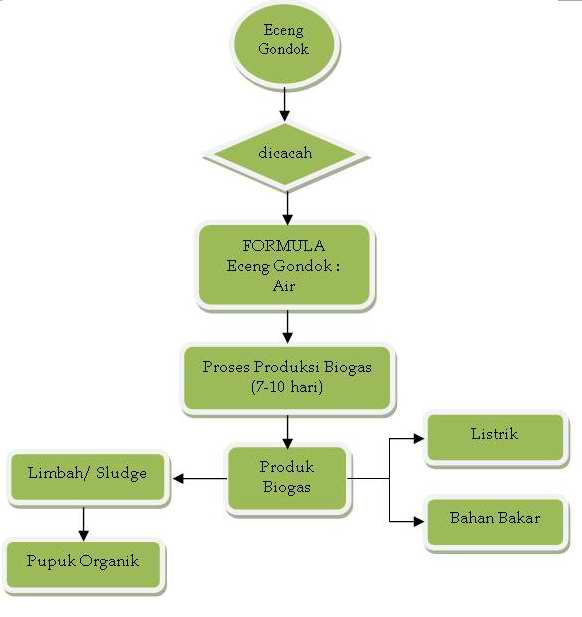 Eceng
Gondok
dicacah
FORMULA
Eceng Gondok :
Air
Proses Produksi Biogas
(7-10 hari)
Produk
Biogas
Listrik
Bahan Bakar
Limbah/ Sludge
Pupuk Organik